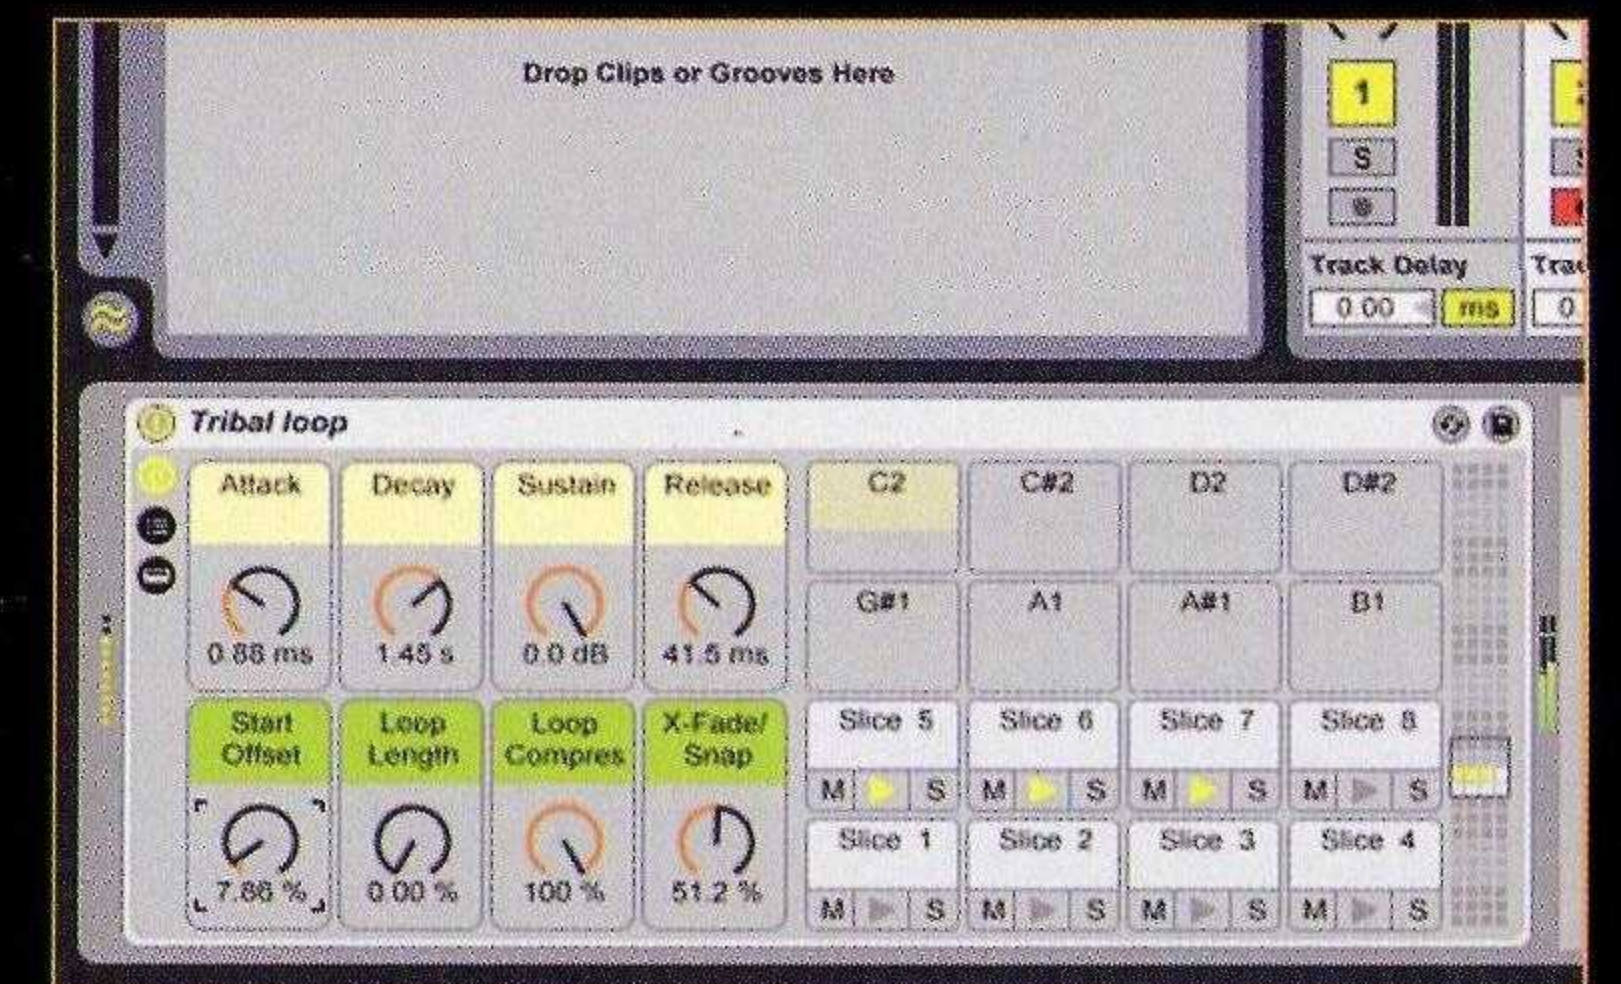 Drop Clips or Grooves Here
1
S
S
Track Delay
0.00 ms
Tribal loop
Attack Decay Sustain Release
0.88 ms 1.45 s 0.0 dB 41.5 ms
Start Offset Loop Length Loop Compres X-Fade/ Snap
7.86 % 0.00 % 100 % 51.2 %
C2 C#2 D2 D#2
G#1 A1 A#1 B1
Slice 5 Slice 6 Slice 7 Slice 8
M S M S M S M S
Slice 1 Slice 2 Slice 3 Slice 4
M S M S M S M S